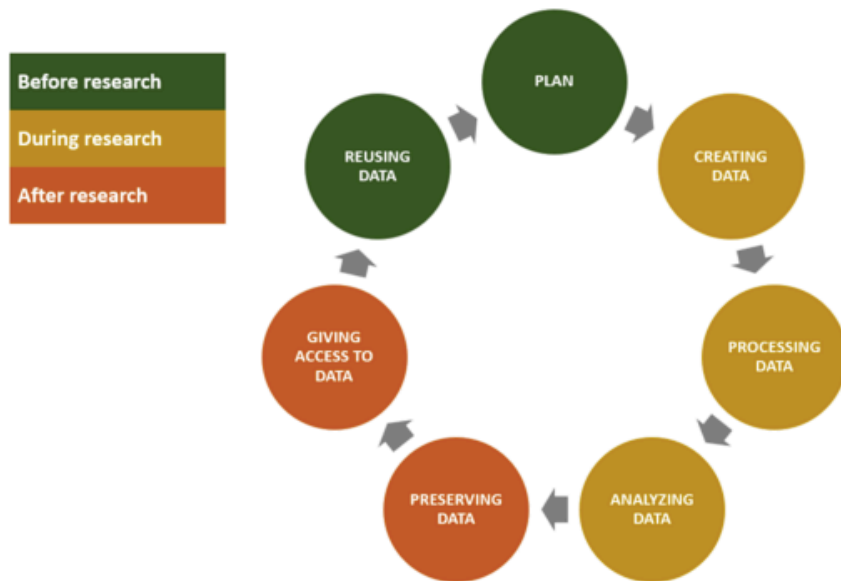 Before research
During research
After research
PLAN
CREATING
DATA
PROCESSING
DATA
ANALYZING
DATA
PRESERVING
DATA
GIVING
ACCESS TO
DATA
REUSING
DATA